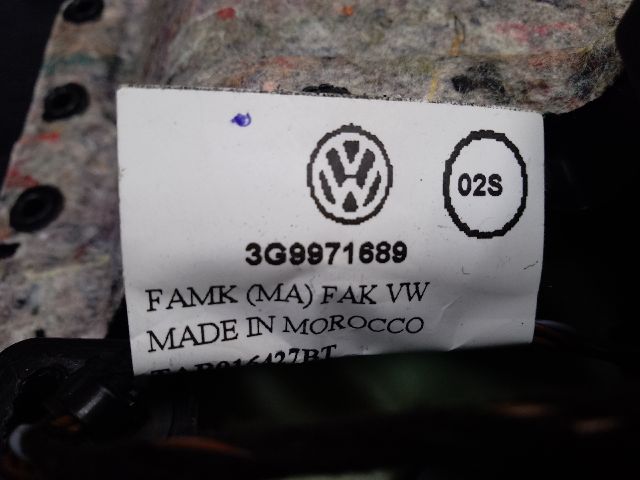 02S
3G9971689
FAMK (MA) FAK VW
MADE IN MOROCCO